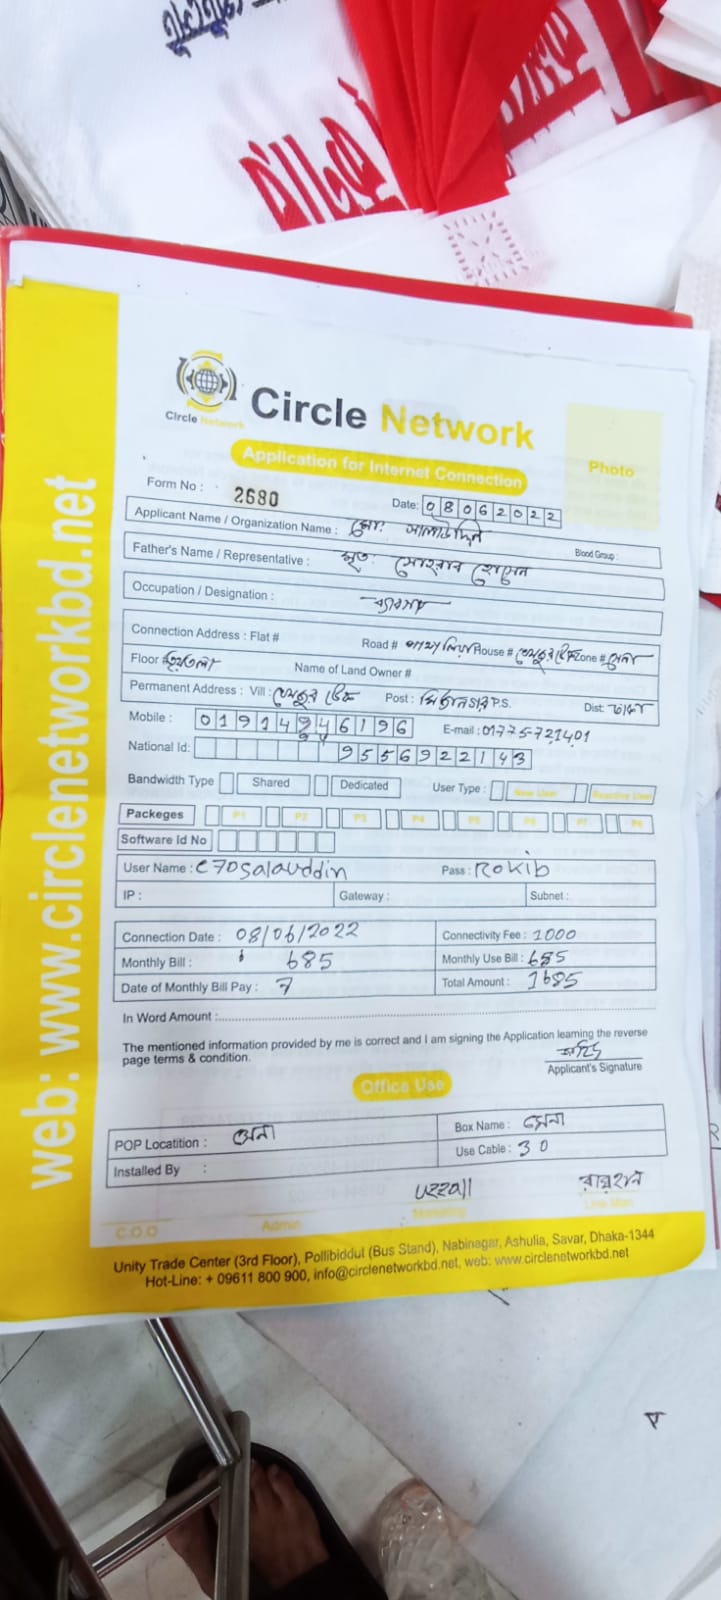 web: www.circlenetworkbd.net
Circle Network
Circle Network
Application for Internet Connection
Photo
Form No : 2680
Date: 08062022
Applicant Name / Organization Name : মো: সালাউদ্দিন
Blood Group :
Father's Name / Representative : মৃত: সোহরাব হোসেন
Occupation / Designation : ব্যবসা
Connection Address : Flat # Road # House # Zone #
Floor # Name of Land Owner #
Permanent Address : Vill : Post : P.S. Dist: ঢাকা
Mobile : 01914946196 E-mail : 01775-721401
National Id: 9556922143
Bandwidth Type Shared Dedicated User Type : New User Reactive User
Packeges P1 P2 P3 P4 P5 P6 P7 P8
Software Id No
User Name : C70salauddin Pass : Rokib
IP : Gateway : Subnet :
Connection Date : 08/06/2022 Connectivity Fee : 1000
Monthly Bill : 685 Monthly Use Bill : 685
Date of Monthly Bill Pay : 7 Total Amount : 1685
In Word Amount :
The mentioned information provided by me is correct and I am signing the Application learning the reverse
page terms & condition.
Applicant's Signature
Office Use
POP Locatition : সেনা Box Name : সেনা
Installed By : Use Cable : 30
uzzall রায়হান
C.O.O Admin Marketing Line Man
Unity Trade Center (3rd Floor), Pollibiddut (Bus Stand), Nabinagar, Ashulia, Savar, Dhaka-1344
Hot-Line: + 09611 800 900, info@circlenetworkbd.net, web: www.circlenetworkbd.net